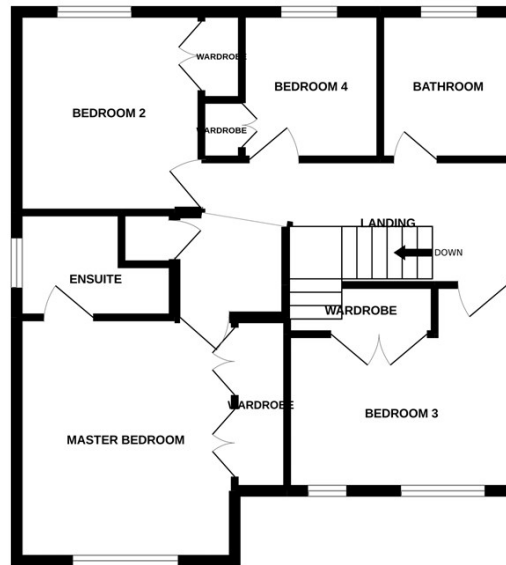 WARDROBE
BEDROOM 4
BATHROOM
BEDROOM 2
WARDROBE
LANDING
DOWN
ENSUITE
WARDROBE
WARDROBE
BEDROOM 3
MASTER BEDROOM